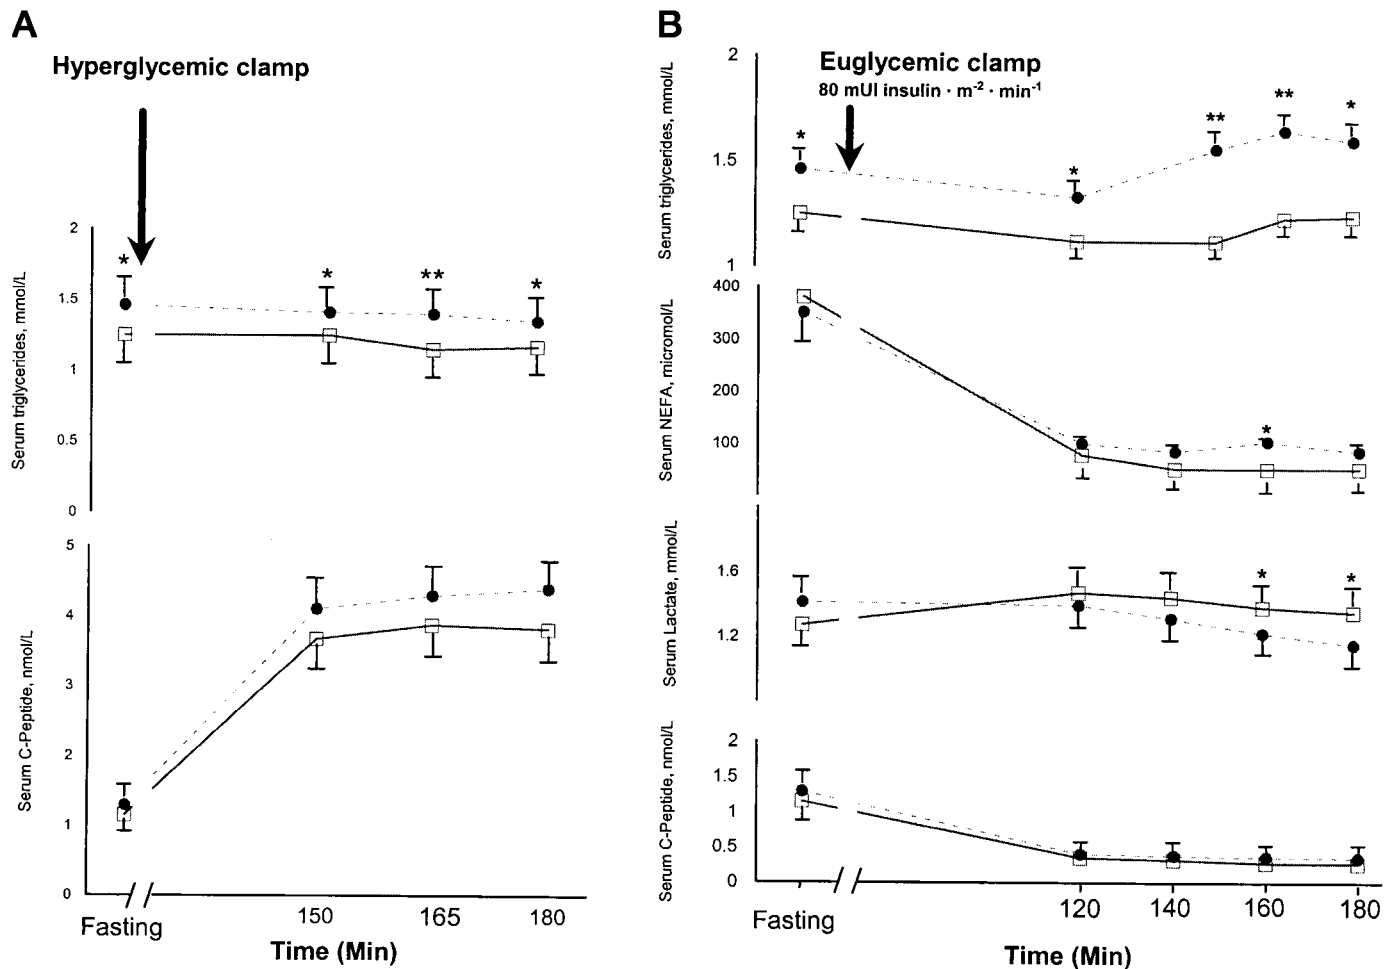 A
Hyperglycemic clamp
Serum triglycerides, mmol/L
2
1.5
1
0.5
0
* * ** *
Serum C-Peptide, nmol/L
5
4
3
2
1
0
Fasting 150 165 180
Time (Min)
B
Euglycemic clamp
80 mUI insulin · m-2 · min-1
Serum triglycerides, mmol/L
2
1.5
1
* * ** ** *
Serum NEFA, micromol/L
400
300
200
100
*
Serum Lactate, mmol/L
1.6
1.2
* *
Serum C-Peptide, nmol/L
2
1.5
1
0.5
0
Fasting 120 140 160 180
Time (Min)